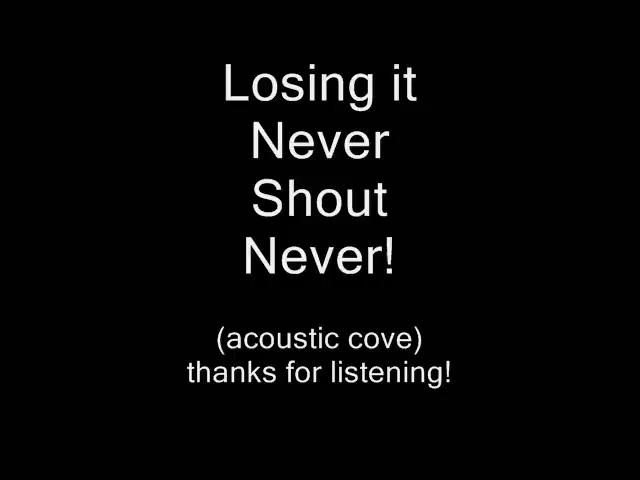 Losing it
Never
Shout
Never!
(acoustic cove)
thanks for listening!